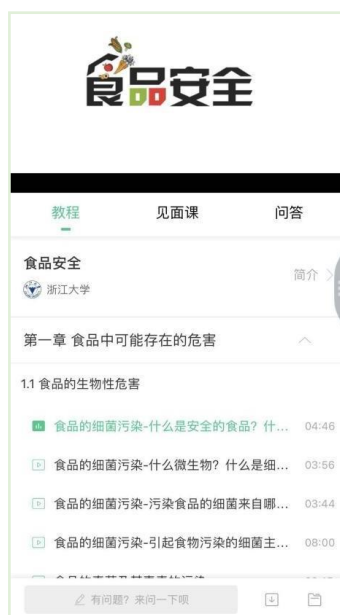 食品安全
教程 见面课 问答
食品安全
简介
浙江大学
第一章 食品中可能存在的危害
1.1 食品的生物性危害
食品的细菌污染-什么是安全的食品？什... 04:46
食品的细菌污染-什么微生物？什么是细... 03:56
食品的细菌污染-污染食品的细菌来自哪... 03:44
食品的细菌污染-引起食物污染的细菌主... 08:00
有问题？来问一下呗